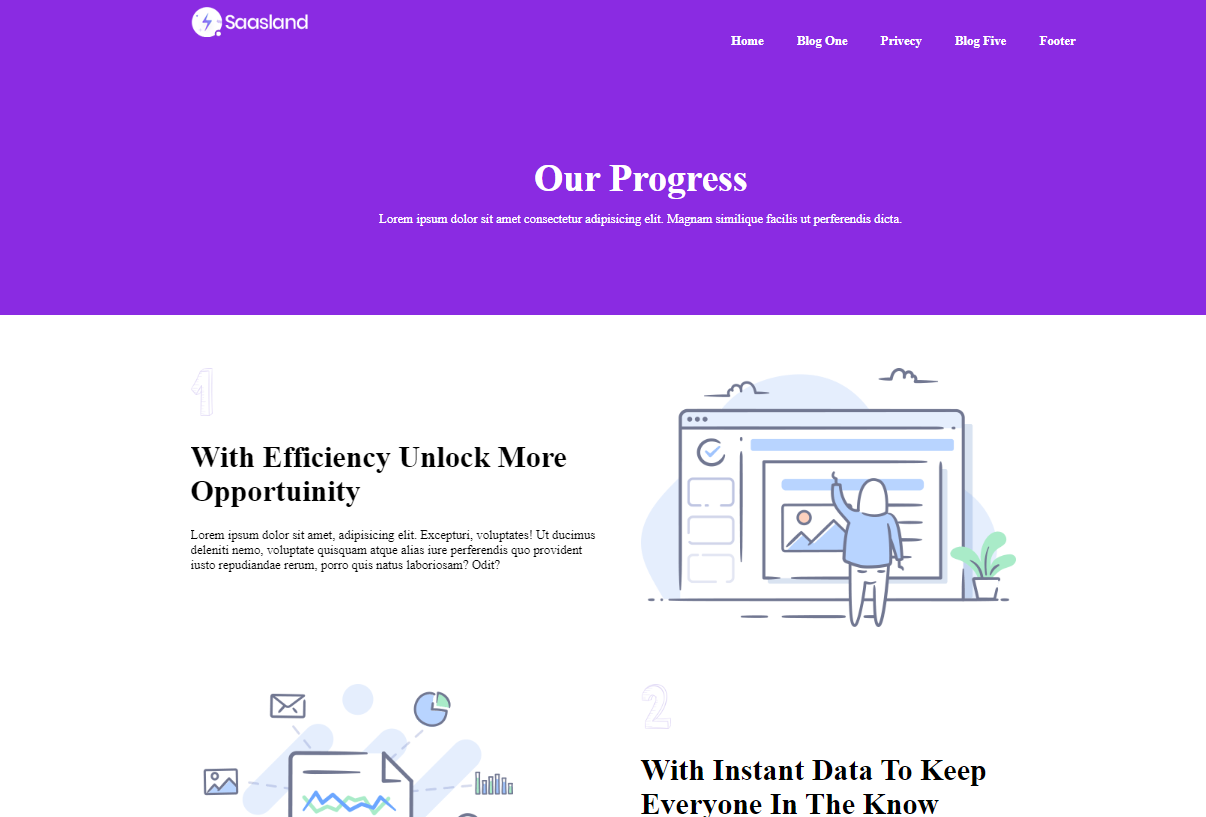 Saasland
Home Blog One Privecy Blog Five Footer
Our Progress
Lorem ipsum dolor sit amet consectetur adipisicing elit. Magnam similique facilis ut perferendis dicta.
1
With Efficiency Unlock More
Opportuinity
Lorem ipsum dolor sit amet, adipisicing elit. Excepturi, voluptates! Ut ducimus
deleniti nemo, voluptate quisquam atque alias iure perferendis quo provident
iusto repudiandae rerum, porro quis natus laboriosam? Odit?
2
With Instant Data To Keep
Everyone In The Know